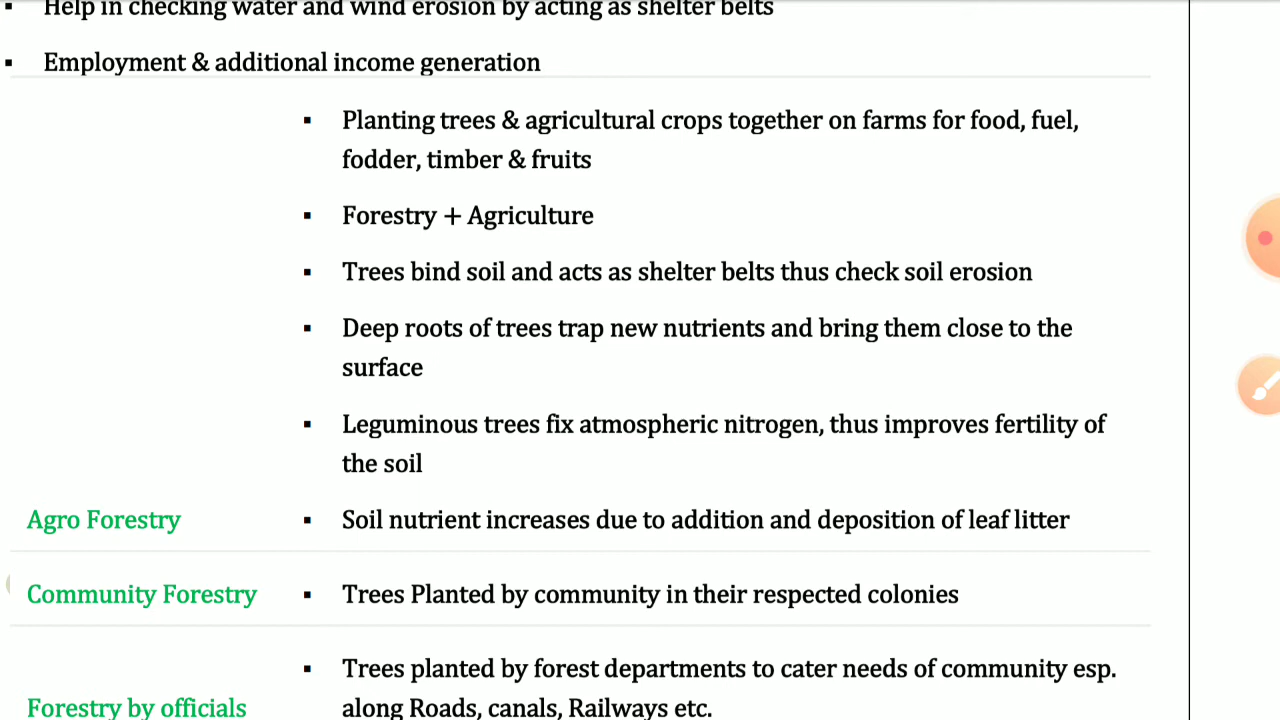 ▪ Help in checking water and wind erosion by acting as shelter belts
▪ Employment & additional income generation
▪ Planting trees & agricultural crops together on farms for food, fuel,
fodder, timber & fruits
▪ Forestry + Agriculture
▪ Trees bind soil and acts as shelter belts thus check soil erosion
▪ Deep roots of trees trap new nutrients and bring them close to the
surface
▪ Leguminous trees fix atmospheric nitrogen, thus improves fertility of
the soil
Agro Forestry ▪ Soil nutrient increases due to addition and deposition of leaf litter
Community Forestry ▪ Trees Planted by community in their respected colonies
▪ Trees planted by forest departments to cater needs of community esp.
Forestry by officials along Roads, canals, Railways etc.